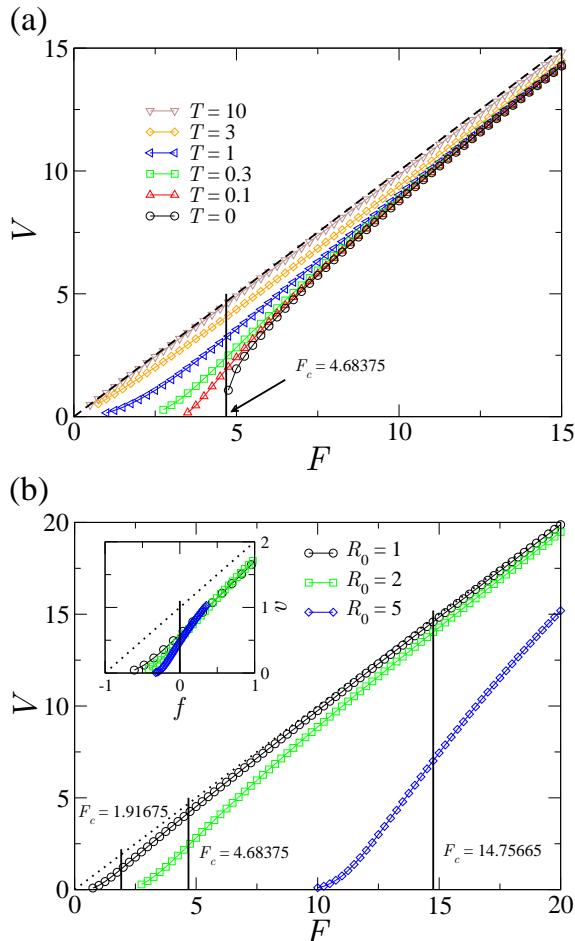 (a)
15
T = 10
T = 3
T = 1
T = 0.3
T = 0.1
T = 0
10
V
5
F_c = 4.68375
0
0
5
10
15
F
(b)
20
2
1
0
v
-1
0
1
f
R_0 = 1
R_0 = 2
R_0 = 5
15
V
10
5
F_c = 1.91675
F_c = 4.68375
F_c = 14.75665
0
0
5
10
15
20
F